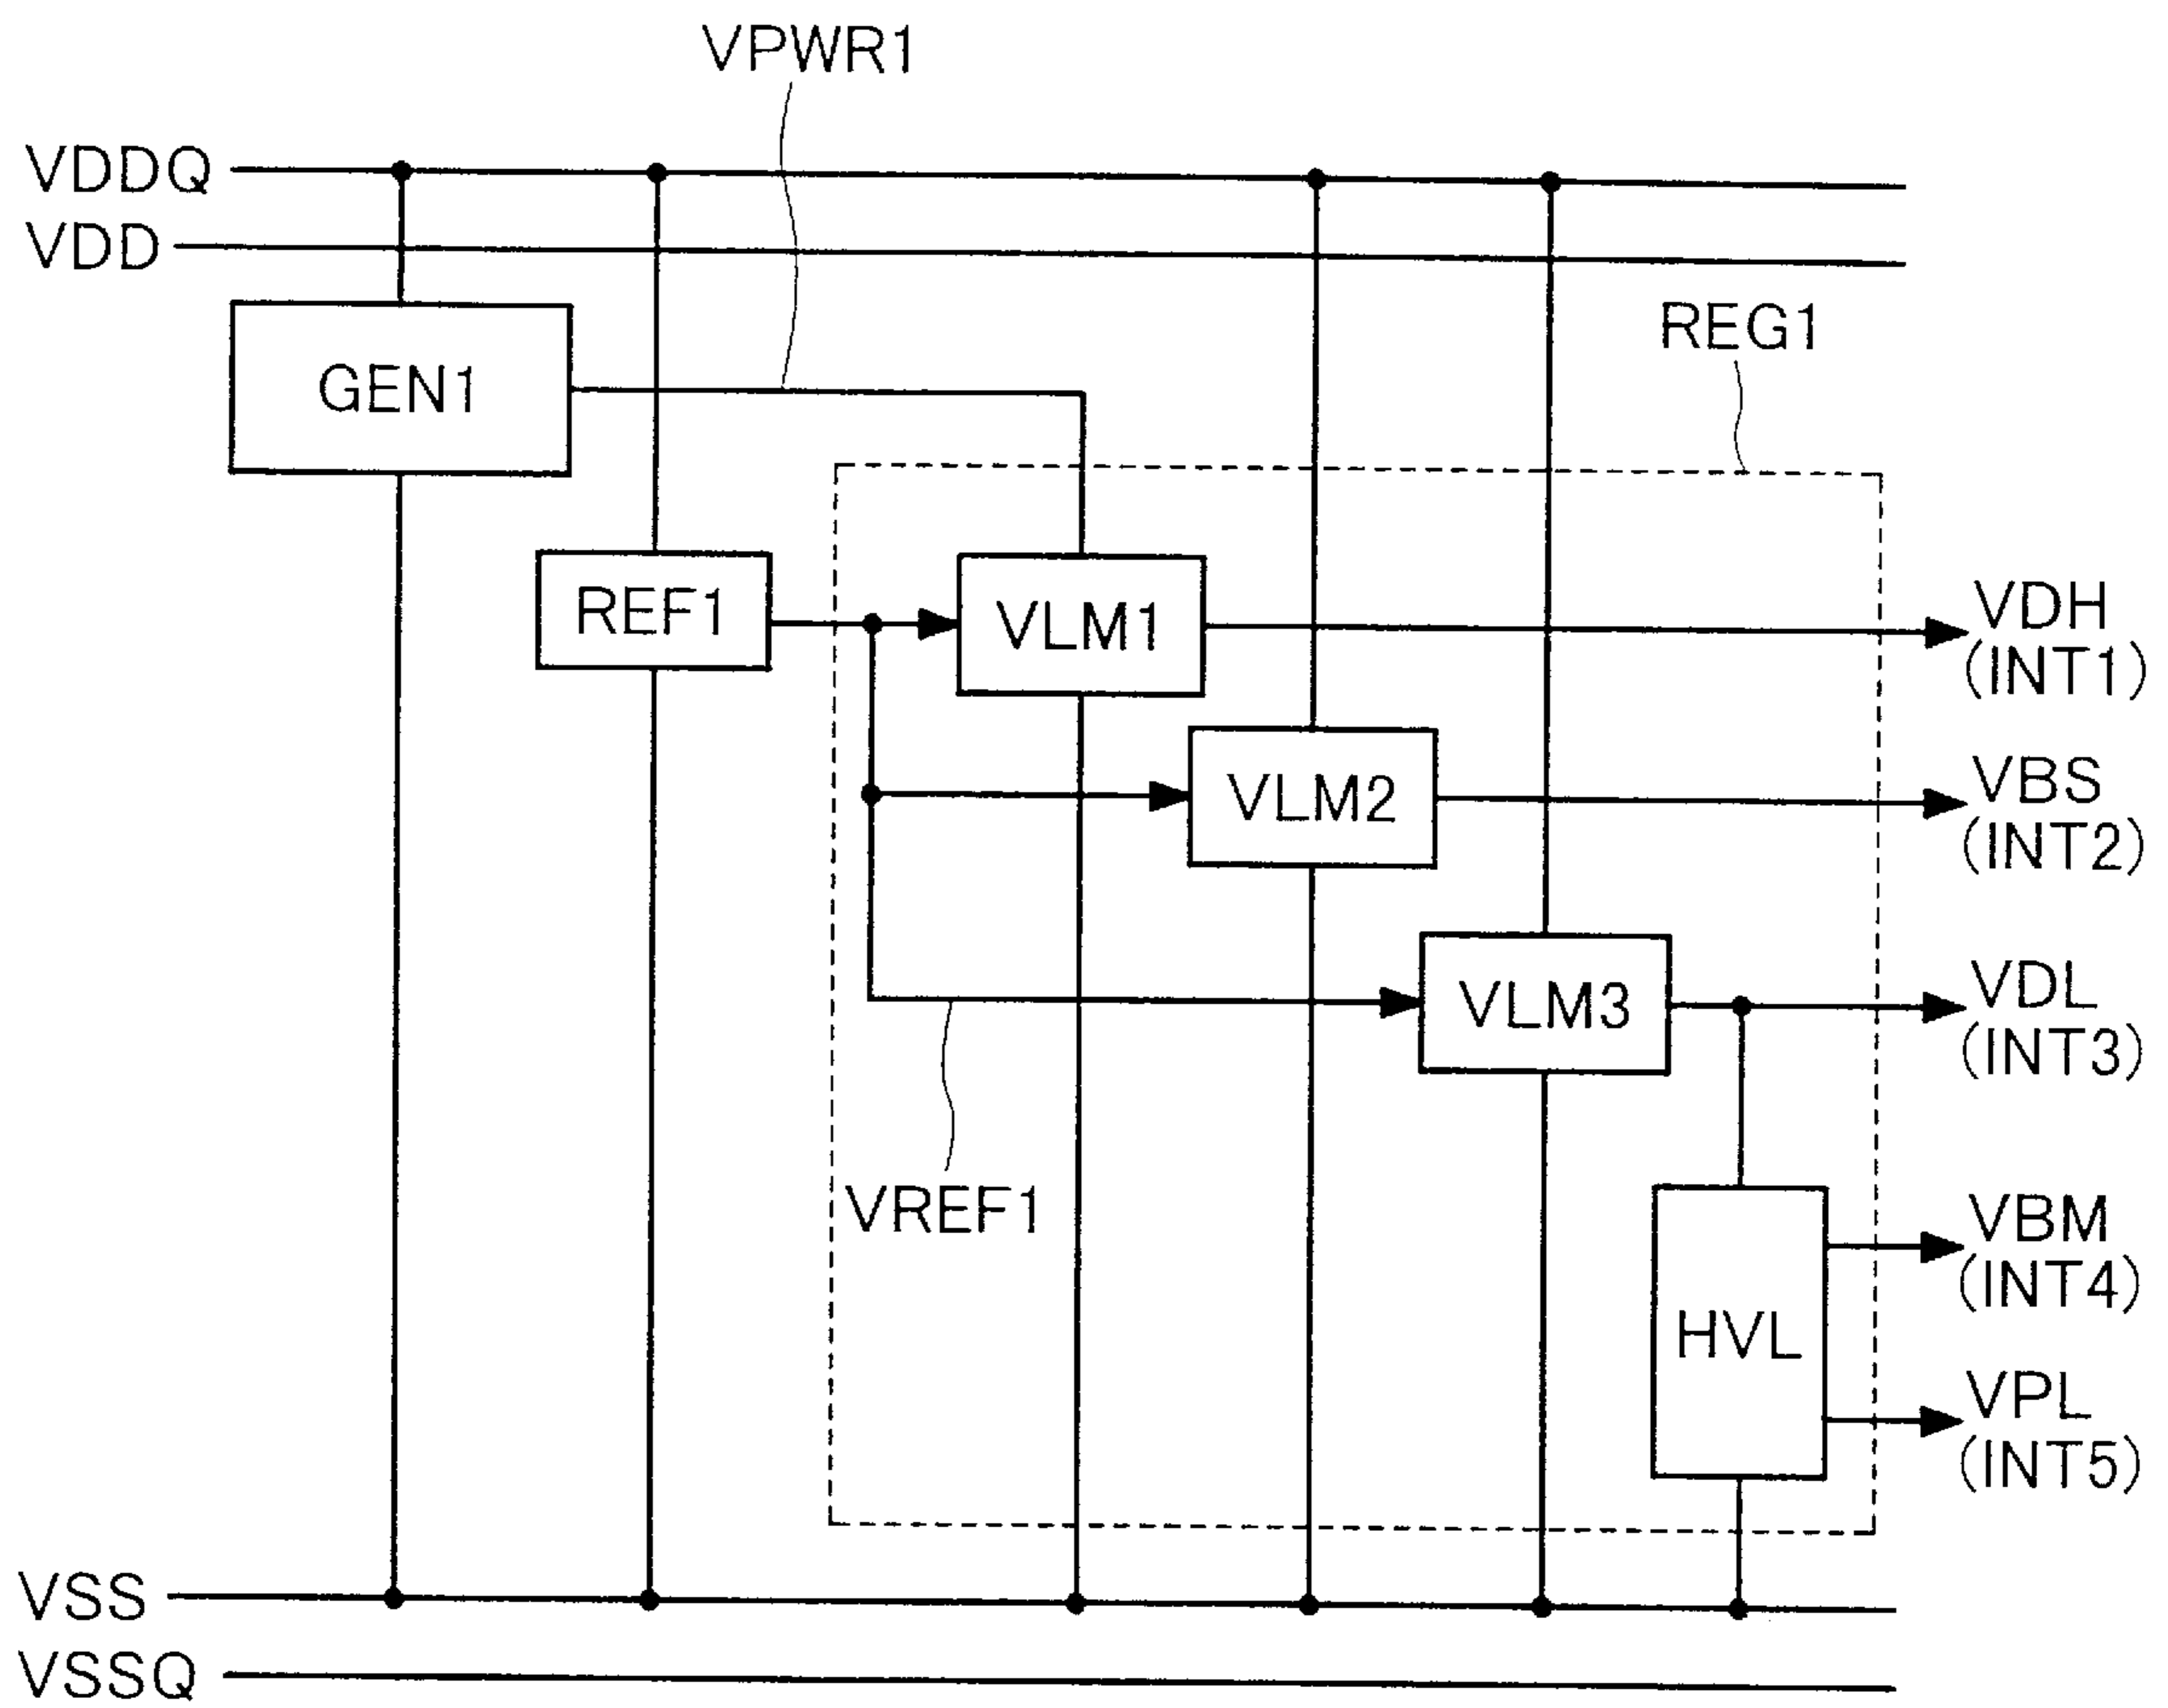 VPWR1
VDDQ
VDD
REG1
GEN1
REF1
VLM1
VDH
(INT1)
VLM2
VBS
(INT2)
VLM3
VDL
(INT3)
VREF1
VBM
(INT4)
HVL
VPL
(INT5)
VSS
VSSQ